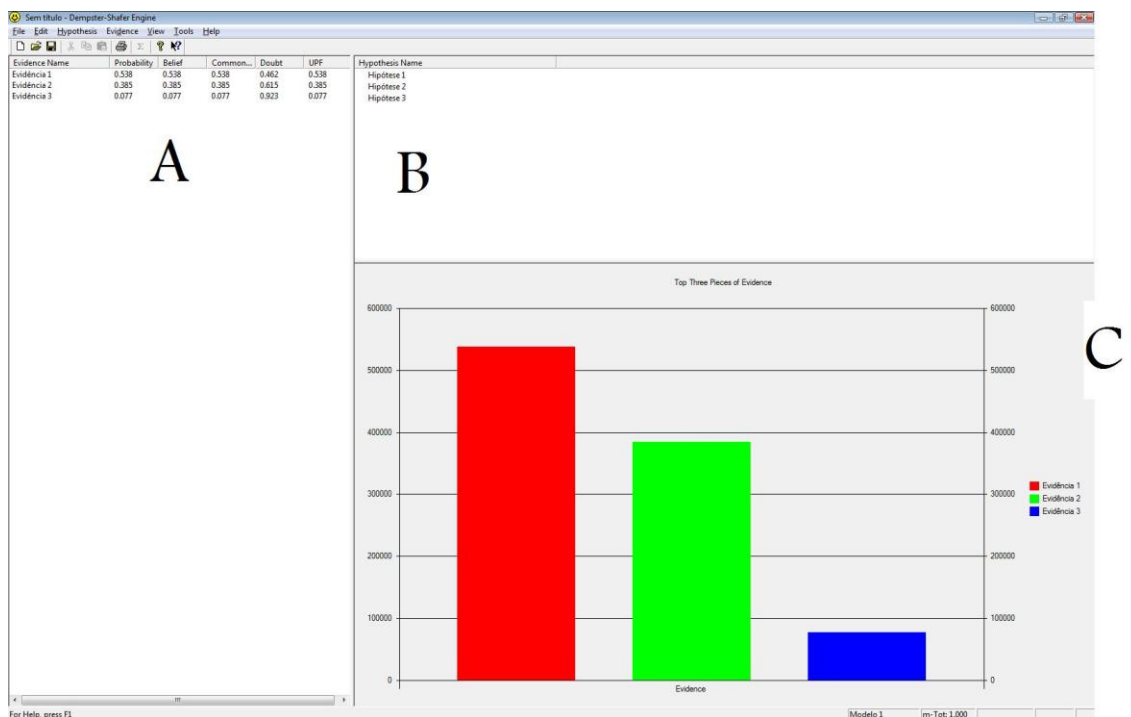 Sem título - Dempster-Shafer Engine
File Edit Hypothesis Evidence View Tools Help
Evidence Name Probability Belief Common... Doubt UPF
Evidência 1 0.538 0.538 0.538 0.462 0.538
Evidência 2 0.385 0.385 0.385 0.615 0.385
Evidência 3 0.077 0.077 0.077 0.923 0.077
A
Hypothesis Name
Hipótese 1
Hipótese 2
Hipótese 3
B
Top Three Pieces of Evidence
600000 600000
500000 500000
400000 400000
300000 300000
200000 200000
100000 100000
0 0
Evidence
Evidência 1
Evidência 2
Evidência 3
C
For Help, press F1
Modelo 1 m-Tot: 1,000